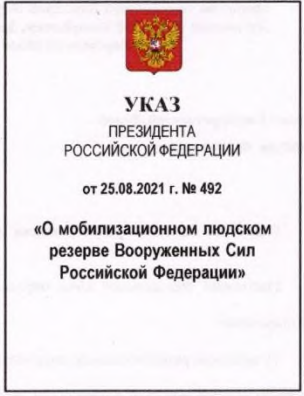 УКАЗ
ПРЕЗИДЕНТА
РОССИЙСКОЙ ФЕДЕРАЦИИ
от 25.08.2021 г. № 492
«О мобилизационном людском
резерве Вооруженных Сил
Российской Федерации»